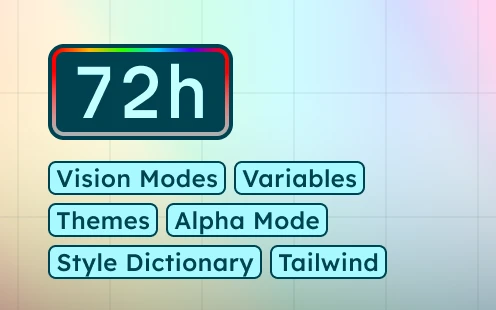 72h
Vision Modes Variables
Themes Alpha Mode
Style Dictionary Tailwind